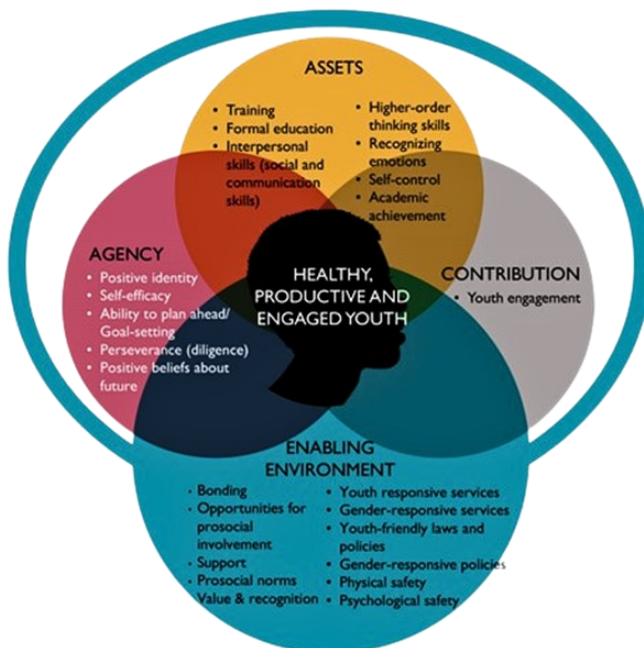 ASSETS
• Training
• Formal education
• Interpersonal
skills (social and
communication
skills)
• Higher-order
thinking skills
• Recognizing
emotions
• Self-control
• Academic
achievement
AGENCY
• Positive identity
• Self-efficacy
• Ability to plan ahead/
Goal-setting
• Perseverance (diligence)
• Positive beliefs about
future
HEALTHY,
PRODUCTIVE AND
ENGAGED YOUTH
CONTRIBUTION
• Youth engagement
ENABLING
ENVIRONMENT
• Bonding
• Opportunities for
prosocial
involvement
• Support
• Prosocial norms
• Value & recognition
• Youth responsive services
• Gender-responsive services
• Youth-friendly laws and
policies
• Gender-responsive policies
• Physical safety
• Psychological safety